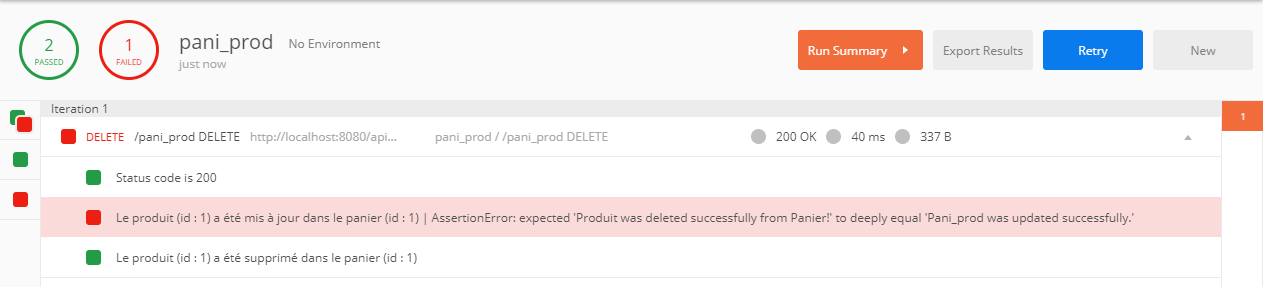 2
PASSED
1
FAILED
pani_prod No Environment
just now
Run Summary
Export Results
Retry
New
Iteration 1
1
DELETE /pani_prod DELETE http://localhost:8080/api... pani_prod / /pani_prod DELETE 200 OK 40 ms 337 B
Status code is 200
Le produit (id : 1) a été mis à jour dans le panier (id : 1) | AssertionError: expected 'Produit was deleted successfully from Panier!' to deeply equal 'Pani_prod was updated successfully.'
Le produit (id : 1) a été supprimé dans le panier (id : 1)